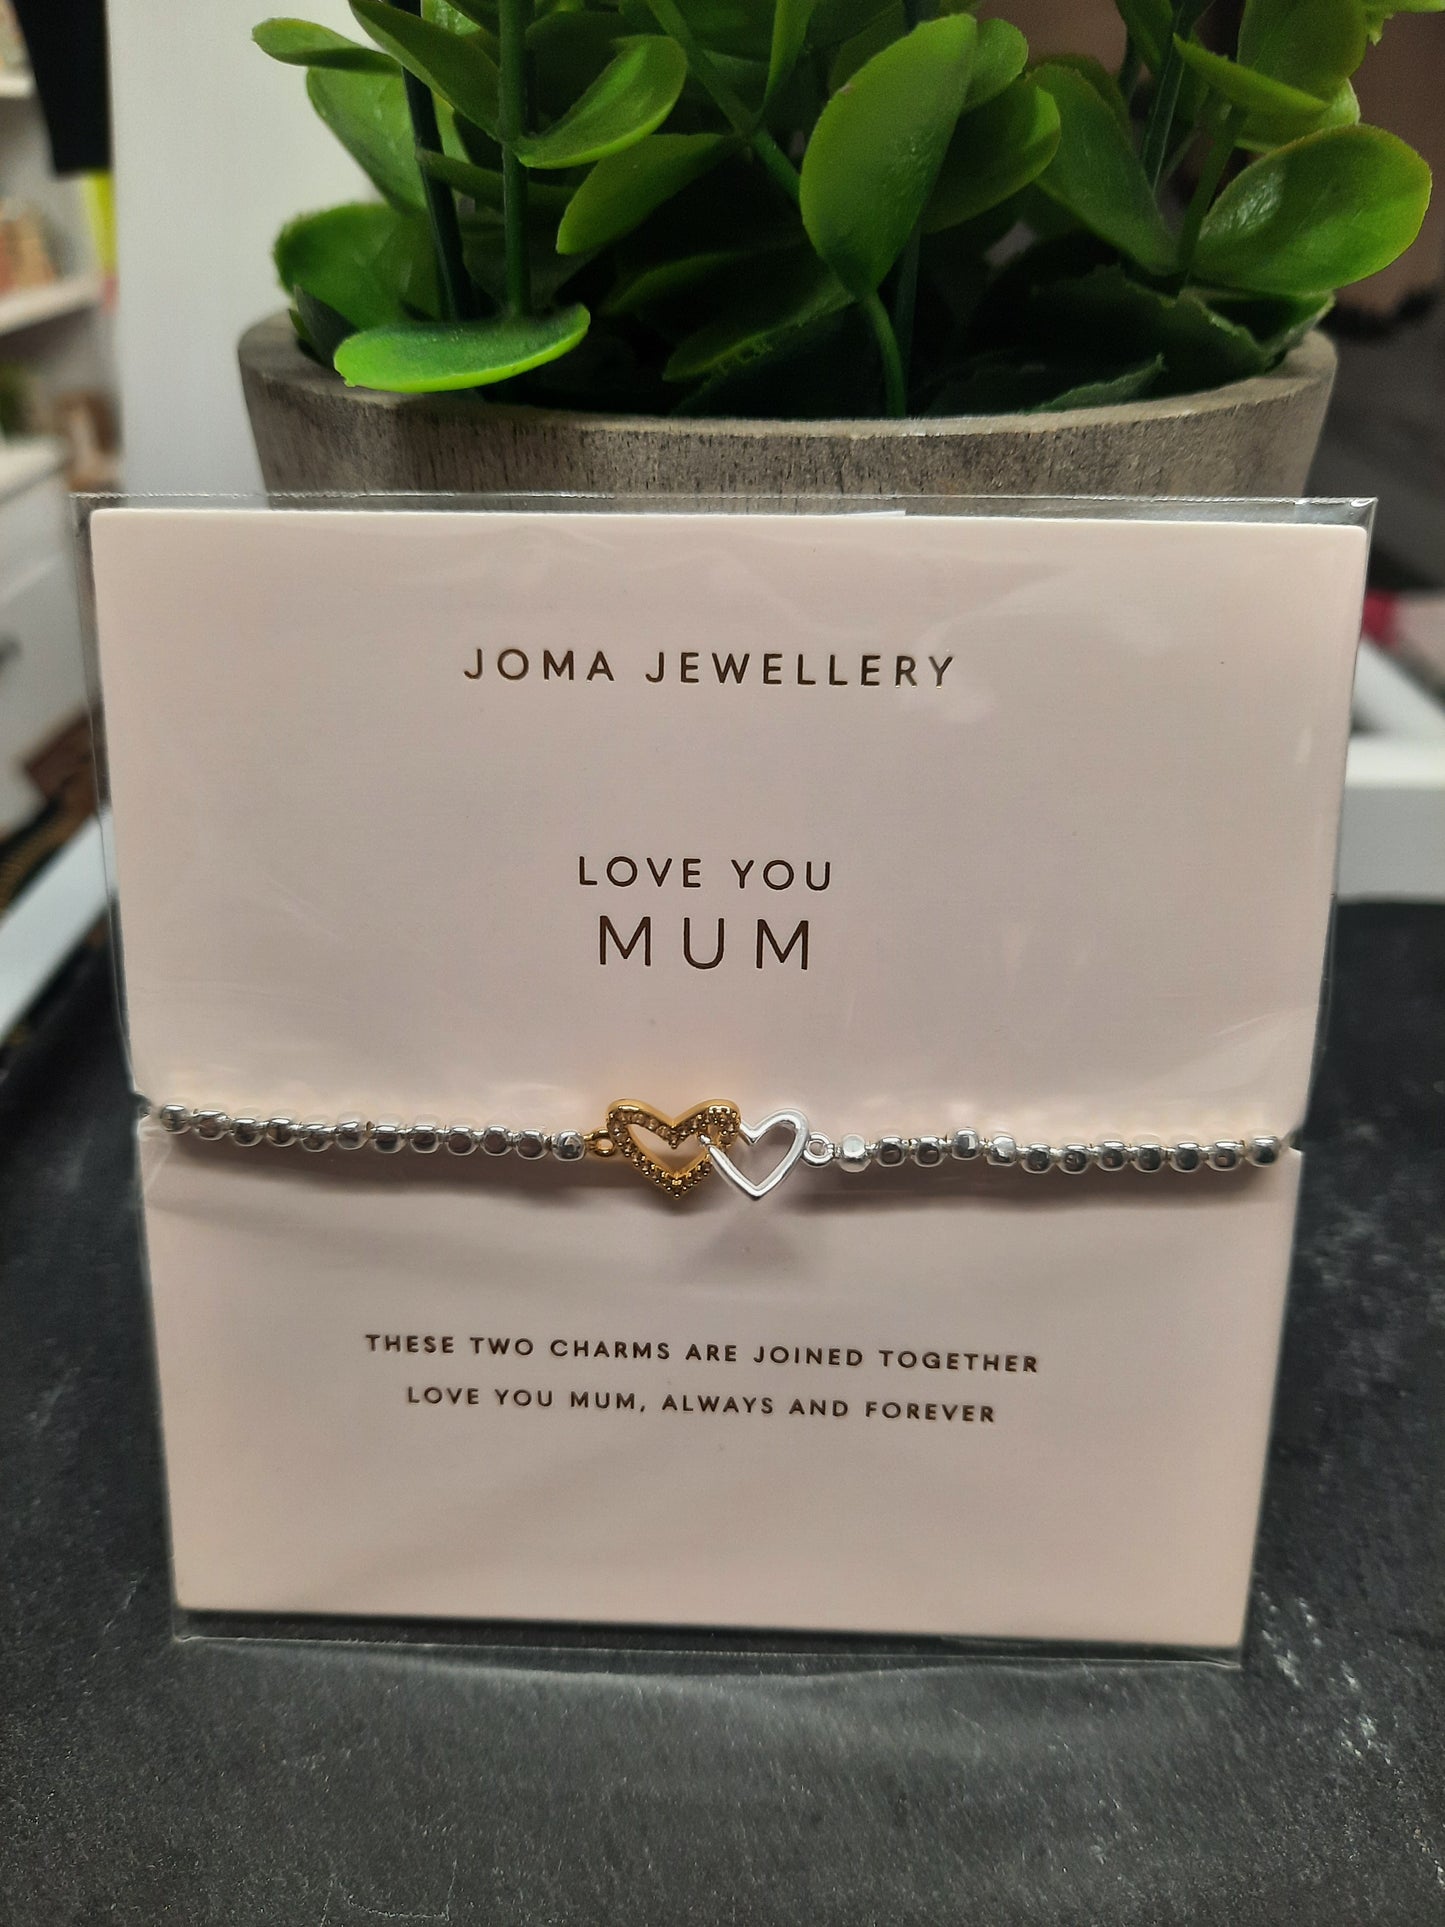 JOMA JEWELLERY
LOVE YOU
MUM
THESE TWO CHARMS ARE JOINED TOGETHER
LOVE YOU MUM, ALWAYS AND FOREVER